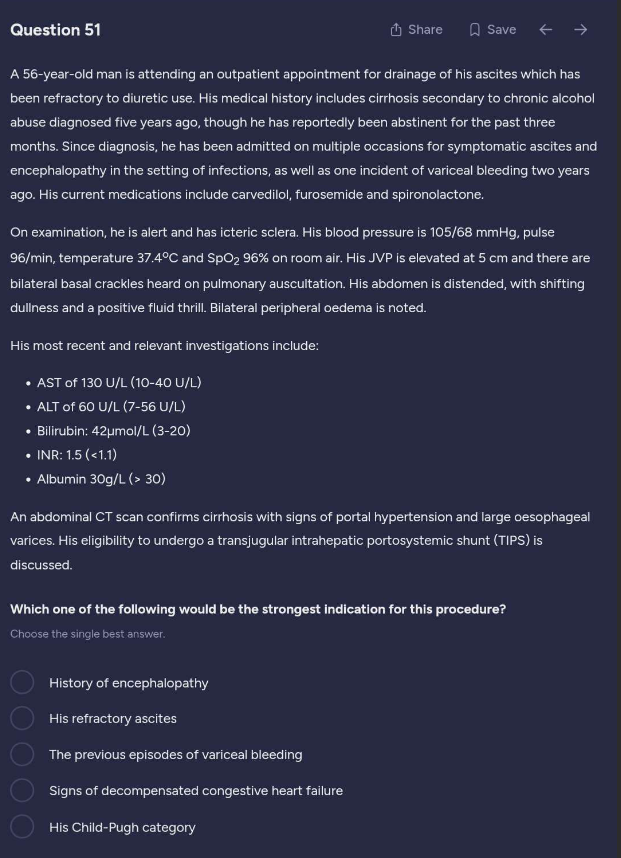 Question 51
Share
Save
A 56-year-old man is attending an outpatient appointment for drainage of his ascites which has
been refractory to diuretic use. His medical history includes cirrhosis secondary to chronic alcohol
abuse diagnosed five years ago, though he has reportedly been abstinent for the past three
months. Since diagnosis, he has been admitted on multiple occasions for symptomatic ascites and
encephalopathy in the setting of infections, as well as one incident of variceal bleeding two years
ago. His current medications include carvedilol, furosemide and spironolactone.
On examination, he is alert and has icteric sclera. His blood pressure is 105/68 mmHg, pulse
96/min, temperature 37.4ºC and SpO₂ 96% on room air. His JVP is elevated at 5 cm and there are
bilateral basal crackles heard on pulmonary auscultation. His abdomen is distended, with shifting
dullness and a positive fluid thrill. Bilateral peripheral oedema is noted.
His most recent and relevant investigations include:
• AST of 130 U/L (10-40 U/L)
• ALT of 60 U/L (7-56 U/L)
• Bilirubin: 42µmol/L (3-20)
• INR: 1.5 (<1.1)
• Albumin 30g/L (> 30)
An abdominal CT scan confirms cirrhosis with signs of portal hypertension and large oesophageal
varices. His eligibility to undergo a transjugular intrahepatic portosystemic shunt (TIPS) is
discussed.
Which one of the following would be the strongest indication for this procedure?
Choose the single best answer.
History of encephalopathy
His refractory ascites
The previous episodes of variceal bleeding
Signs of decompensated congestive heart failure
His Child-Pugh category